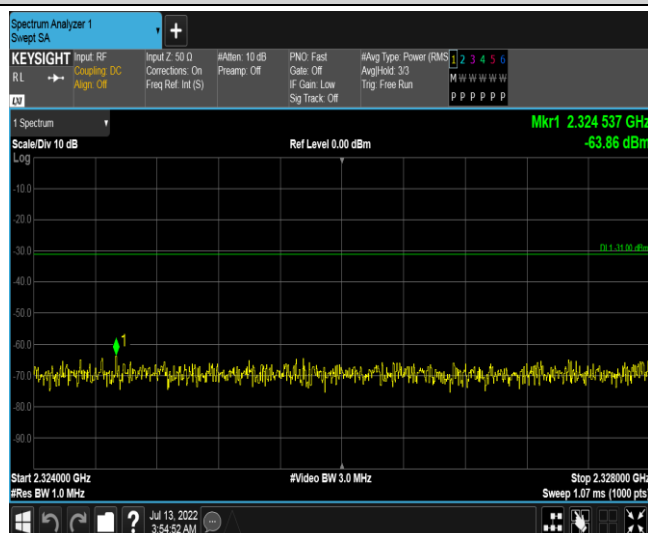 Spectrum Analyzer 1
Swept SA
+
KEYSIGHT
RL
LXI
Input: RF
Coupling: DC
Align: Off
Input Z: 50 Ω
Corrections: On
Freq Ref: Int (S)
#Atten: 10 dB
Preamp: Off
PNO: Fast
Gate: Off
IF Gain: Low
Sig Track: Off
#Avg Type: Power (RMS
Avg|Hold: 3/3
Trig: Free Run
1 2 3 4 5 6
M W W W W W
P P P P P P
1 Spectrum
Scale/Div 10 dB
Log
Ref Level 0.00 dBm
Mkr1 2.324 537 GHz
-63.86 dBm
-10.0
-20.0
-30.0
DL1 -31.00 dBm
-40.0
-50.0
-60.0
1
-70.0
-80.0
-90.0
Start 2.324000 GHz
#Res BW 1.0 MHz
#Video BW 3.0 MHz
Stop 2.328000 GHz
Sweep 1.07 ms (1000 pts)
?
Jul 13, 2022
3:54:52 AM